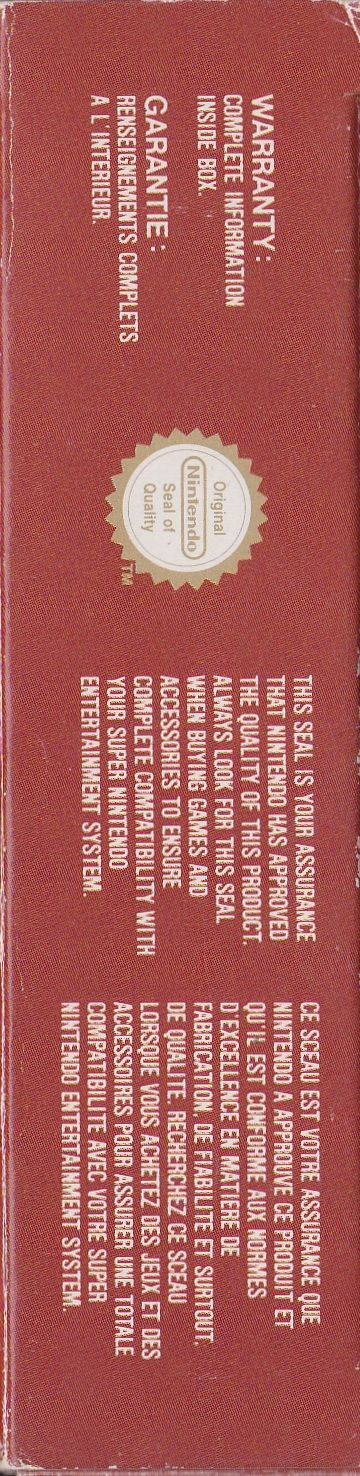 WARRANTY:
COMPLETE INFORMATION
INSIDE BOX.
GARANTIE:
RENSEIGNEMENTS COMPLETS
A L'INTERIEUR.
Original
Nintendo
Seal of
Quality
TM
THIS SEAL IS YOUR ASSURANCE
THAT NINTENDO HAS APPROVED
THE QUALITY OF THIS PRODUCT.
ALWAYS LOOK FOR THIS SEAL
WHEN BUYING GAMES AND
ACCESSORIES TO ENSURE
COMPLETE COMPATIBILITY WITH
YOUR SUPER NINTENDO
ENTERTAINMENT SYSTEM.
CE SCEAU EST VOTRE ASSURANCE QUE
NINTENDO A APPROUVE CE PRODUIT ET
QU'IL EST CONFORME AUX NORMES
D'EXCELLENCE EN MATIERE DE
FABRICATION, DE FIABILITE ET SURTOUT,
DE QUALITE. RECHERCHEZ CE SCEAU
LORSQUE VOUS ACHETEZ DES JEUX ET DES
ACCESSOIRES POUR ASSURER UNE TOTALE
COMPATIBILITE AVEC VOTRE SUPER
NINTENDO ENTERTAINMENT SYSTEM.